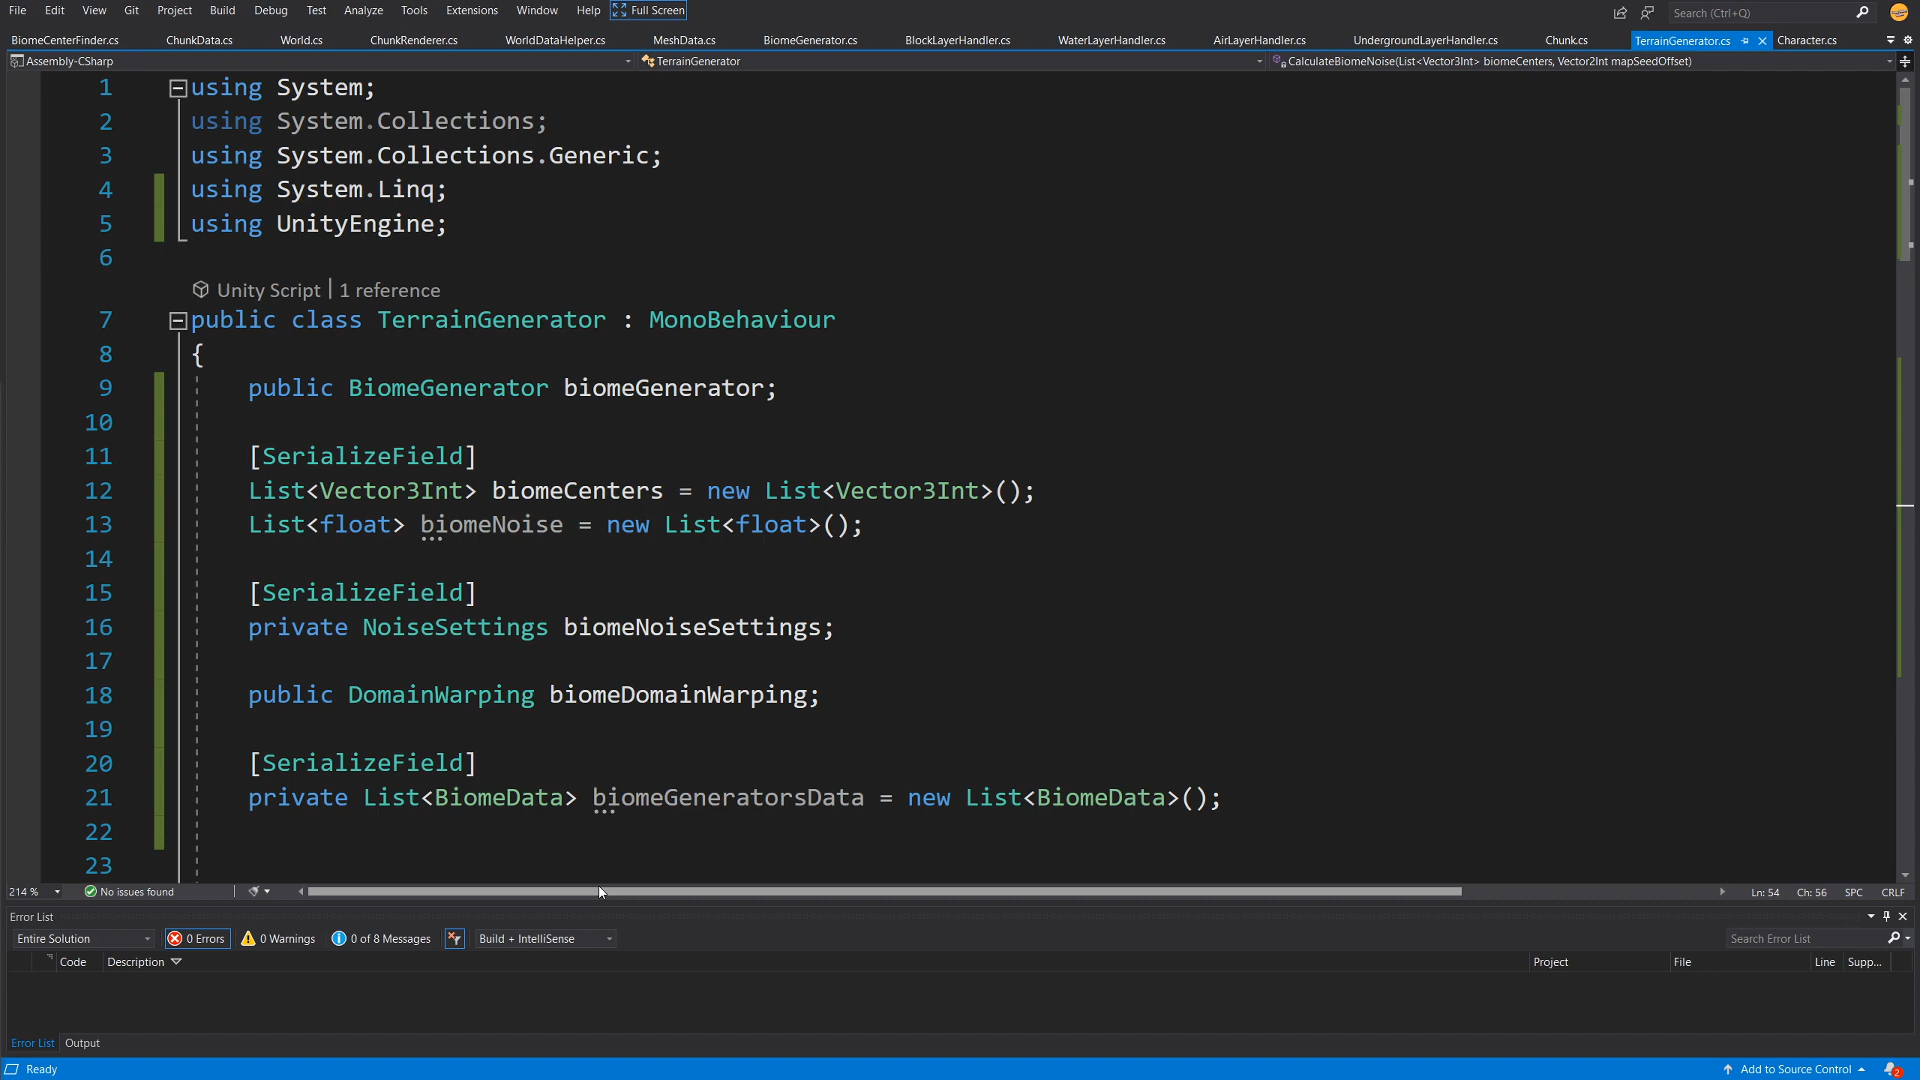 File Edit View Git Project Build Debug Test Analyze Tools Extensions Window Help Full Screen Search (Ctrl+Q)
BiomeCenterFinder.cs ChunkData.cs World.cs ChunkRenderer.cs WorldDataHelper.cs MeshData.cs BiomeGenerator.cs BlockLayerHandler.cs WaterLayerHandler.cs AirLayerHandler.cs UndergroundLayerHandler.cs Chunk.cs TerrainGenerator.cs Character.cs
Assembly-CSharp TerrainGenerator CalculateBiomeNoise(List<Vector3Int> biomeCenters, Vector2Int mapSeedOffset)
1 using System;
2 using System.Collections;
3 using System.Collections.Generic;
4 using System.Linq;
5 using UnityEngine;
6
Unity Script | 1 reference
7 public class TerrainGenerator : MonoBehaviour
8 {
9 public BiomeGenerator biomeGenerator;
10
11 [SerializeField]
12 List<Vector3Int> biomeCenters = new List<Vector3Int>();
13 List<float> biomeNoise = new List<float>();
14
15 [SerializeField]
16 private NoiseSettings biomeNoiseSettings;
17
18 public DomainWarping biomeDomainWarping;
19
20 [SerializeField]
21 private List<BiomeData> biomeGeneratorsData = new List<BiomeData>();
22
23
214 % No issues found Ln: 54 Ch: 56 SPC CRLF
Error List
Entire Solution 0 Errors 0 Warnings 0 of 8 Messages Build + IntelliSense Search Error List
Code Description Project File Line Supp...
Error List Output
Ready Add to Source Control 2